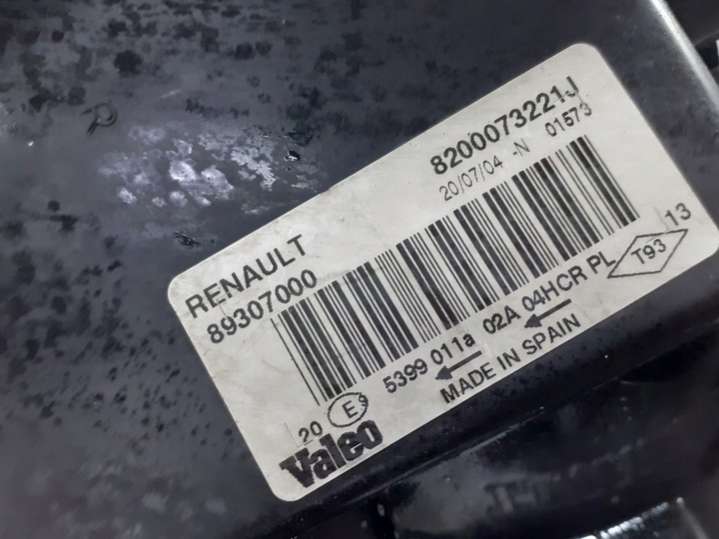 RENAULT
89307000
8200073221J
20/07/04 -N 01573
20 E9 5399 011a 02A 04HCR PL T93 13
MADE IN SPAIN
Valeo